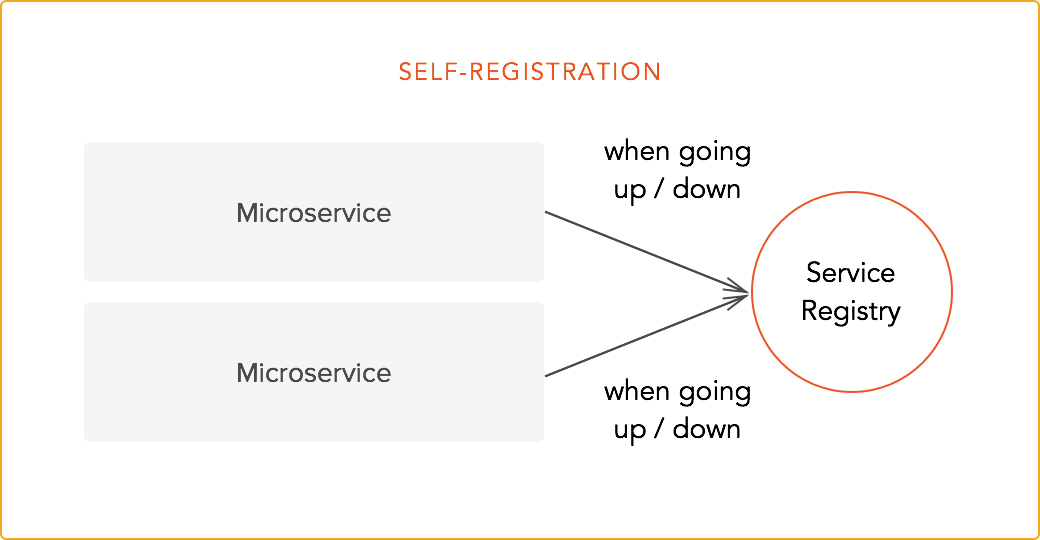 SELF-REGISTRATION
Microservice
when going
up / down
Service
Registry
Microservice
when going
up / down